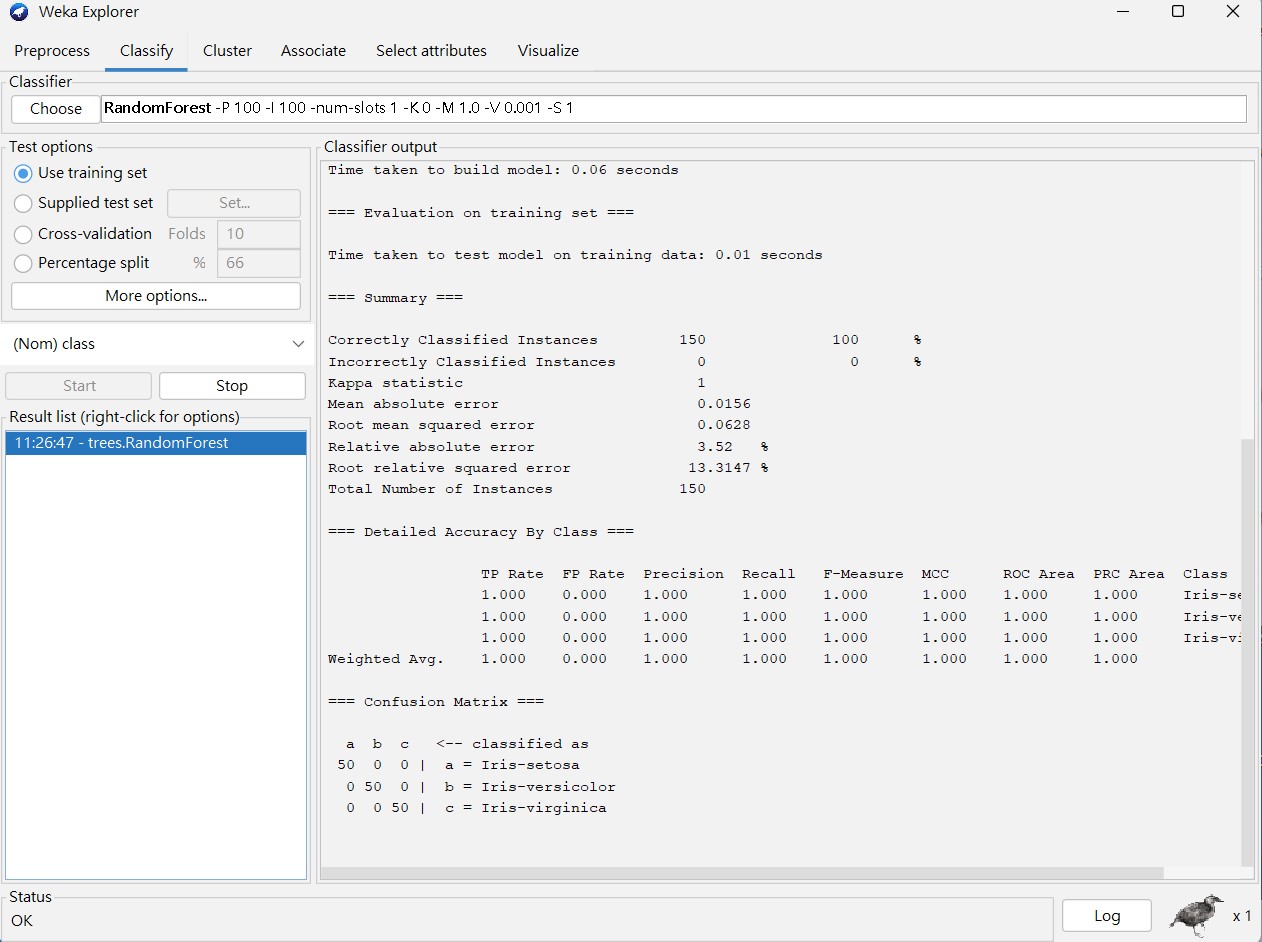 Weka Explorer
Preprocess Classify Cluster Associate Select attributes Visualize
Classifier
Choose RandomForest -P 100 -I 100 -num-slots 1 -K 0 -M 1.0 -V 0.001 -S 1
Test options
Use training set
Supplied test set Set...
Cross-validation Folds 10
Percentage split % 66
More options...
(Nom) class
Start Stop
Result list (right-click for options)
11:26:47 - trees.RandomForest
Classifier output
Time taken to build model: 0.06 seconds
=== Evaluation on training set ===
Time taken to test model on training data: 0.01 seconds
=== Summary ===
Correctly Classified Instances 150 100 %
Incorrectly Classified Instances 0 0 %
Kappa statistic 1
Mean absolute error 0.0156
Root mean squared error 0.0628
Relative absolute error 3.52 %
Root relative squared error 13.3147 %
Total Number of Instances 150
=== Detailed Accuracy By Class ===
TP Rate FP Rate Precision Recall F-Measure MCC ROC Area PRC Area Class
1.000 0.000 1.000 1.000 1.000 1.000 1.000 1.000 Iris-se
1.000 0.000 1.000 1.000 1.000 1.000 1.000 1.000 Iris-ve
1.000 0.000 1.000 1.000 1.000 1.000 1.000 1.000 Iris-vi
Weighted Avg. 1.000 0.000 1.000 1.000 1.000 1.000 1.000 1.000
=== Confusion Matrix ===
a b c <-- classified as
50 0 0 | a = Iris-setosa
0 50 0 | b = Iris-versicolor
0 0 50 | c = Iris-virginica
Status
OK
Log x 1